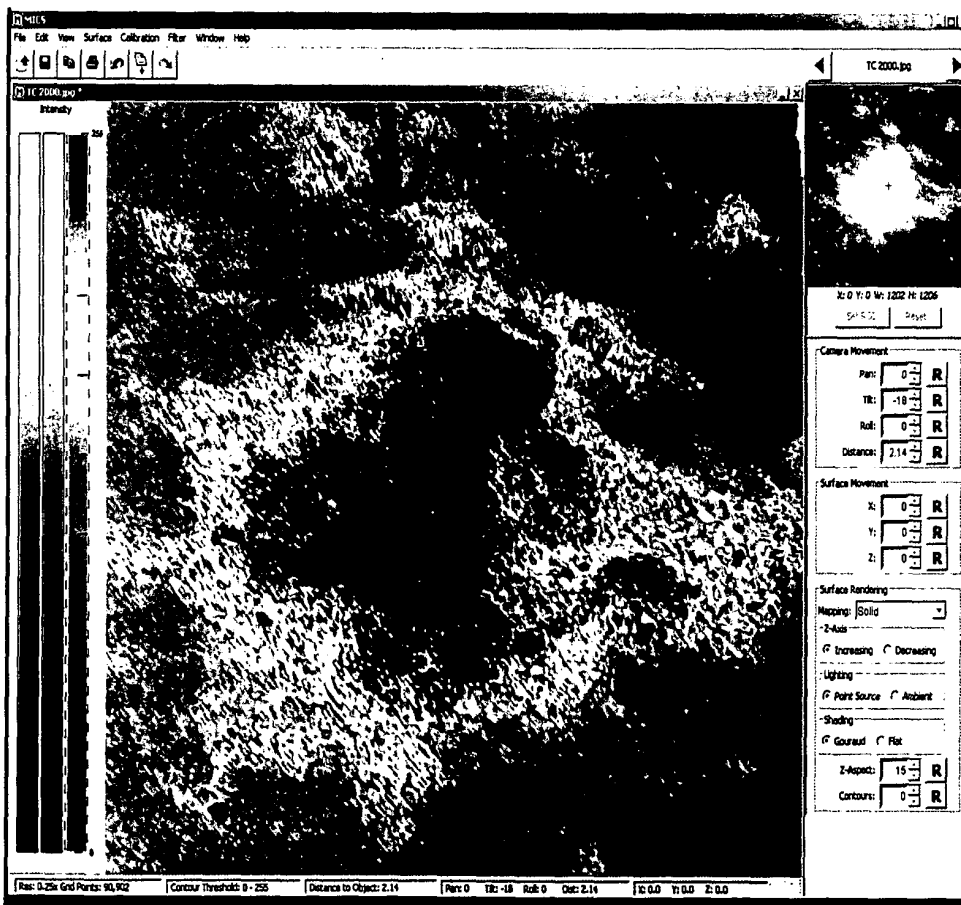 MICS
File Edit View Surface Calibration Filter Window Help
TC 2000.jpg
TC 2000.jpg *
Intensity
X: 0 Y: 0 W: 1202 H: 1206
Reset
Camera Movement
Pan: 0 R
Tilt: -18 R
Roll: 0 R
Distance: 2.14 R
Surface Movement
X: 0 R
Y: 0 R
Z: 0 R
Surface Rendering
Mapping: Solid
Z-Axis
Increasing Decreasing
Lighting
Point Source Ambient
Shading
Gouraud Flat
Z-Aspect: 15 R
Contours: 0 R
Res: 0.25x Grid Points: 90,902 Contour Threshold: 0 - 255 Distance to Object: 2.14 Pan: 0 Tilt: -18 Roll: 0 Dist: 2.14 X: 0.0 Y: 0.0 Z: 0.0